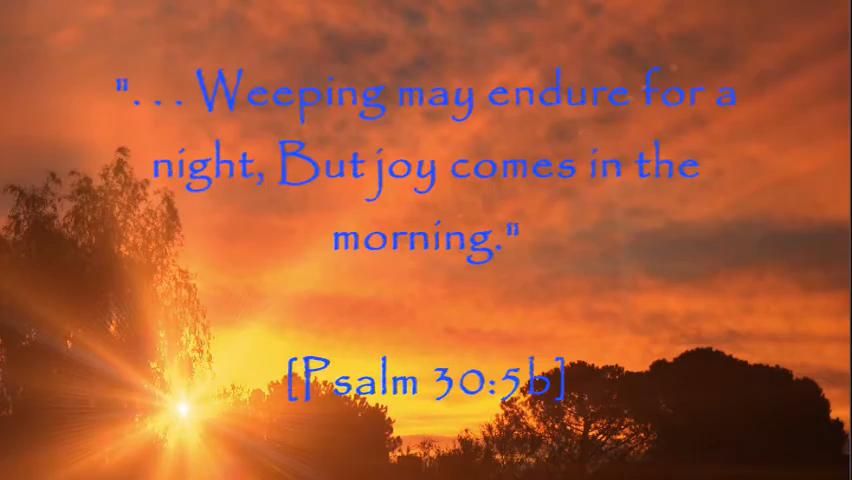 ". . . Weeping may endure for a
night, But joy comes in the
morning."
[Psalm 30:5b]